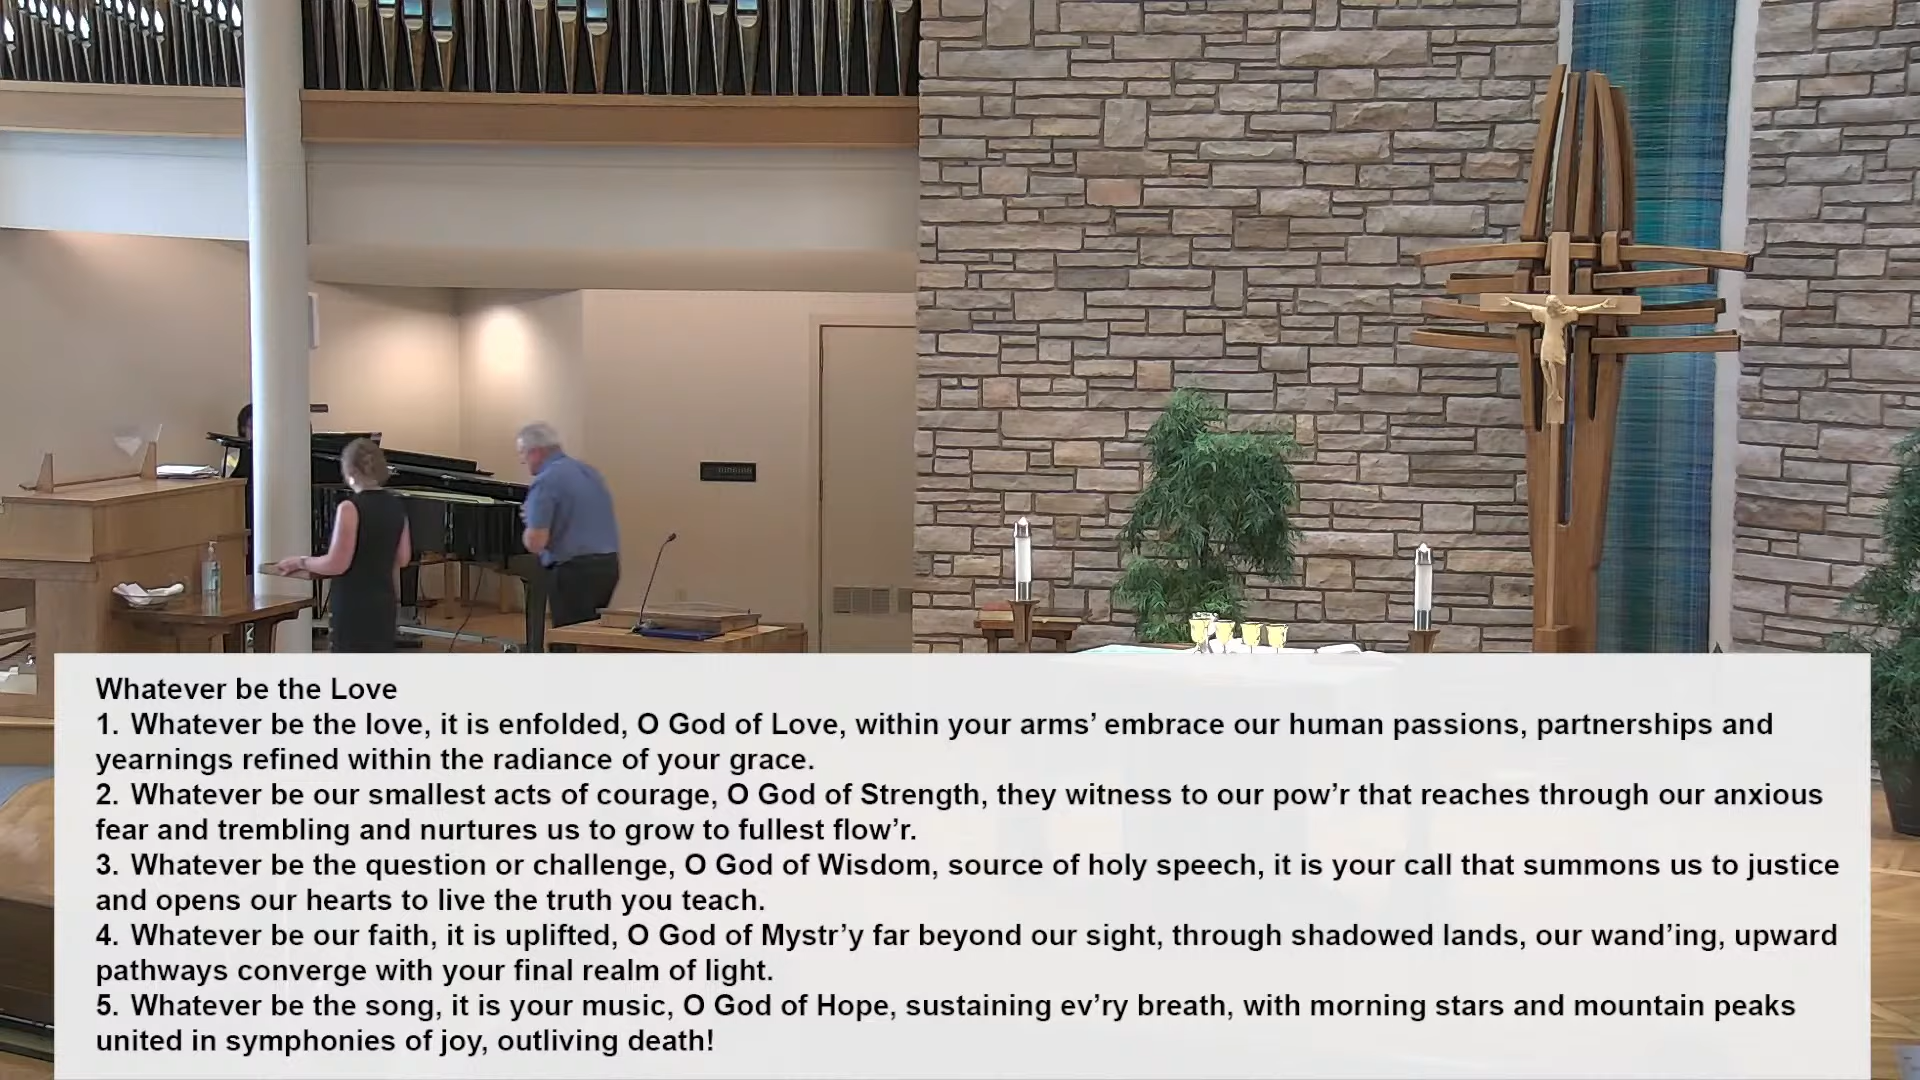 Whatever be the Love
1. Whatever be the love, it is enfolded, O God of Love, within your arms’ embrace our human passions, partnerships and
yearnings refined within the radiance of your grace.
2. Whatever be our smallest acts of courage, O God of Strength, they witness to our pow’r that reaches through our anxious
fear and trembling and nurtures us to grow to fullest flow’r.
3. Whatever be the question or challenge, O God of Wisdom, source of holy speech, it is your call that summons us to justice
and opens our hearts to live the truth you teach.
4. Whatever be our faith, it is uplifted, O God of Mystr’y far beyond our sight, through shadowed lands, our wand’ing, upward
pathways converge with your final realm of light.
5. Whatever be the song, it is your music, O God of Hope, sustaining ev’ry breath, with morning stars and mountain peaks
united in symphonies of joy, outliving death!